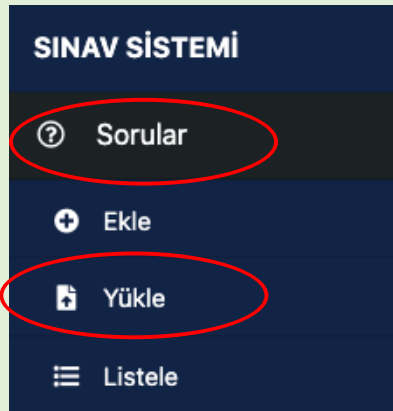 SINAV SİSTEMİ
Sorular
Ekle
Yükle
Listele